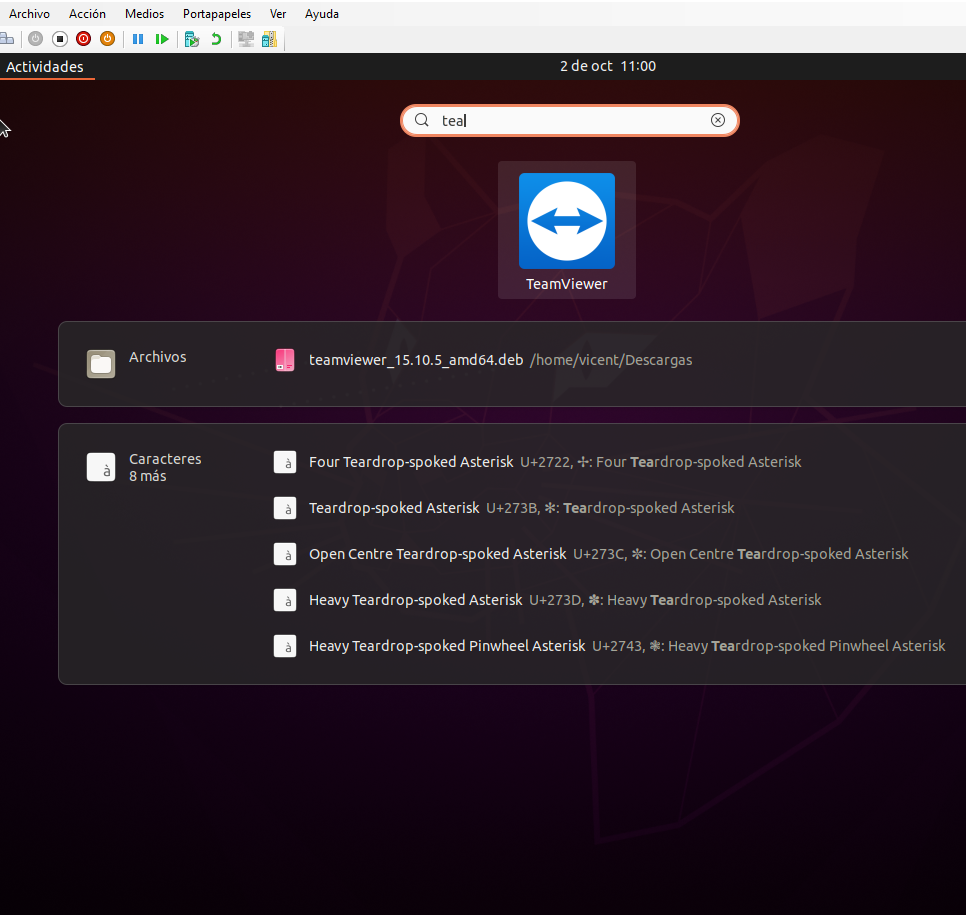 Archivo Acción Medios Portapapeles Ver Ayuda
Actividades 2 de oct 11:00
tea
TeamViewer
Archivos teamviewer_15.10.5_amd64.deb /home/vicent/Descargas
Caracteres
8 más
à Four Teardrop-spoked Asterisk U+2722, ✢: Four Teardrop-spoked Asterisk
à Teardrop-spoked Asterisk U+273B, ✻: Teardrop-spoked Asterisk
à Open Centre Teardrop-spoked Asterisk U+273C, ✼: Open Centre Teardrop-spoked Asterisk
à Heavy Teardrop-spoked Asterisk U+273D, ✽: Heavy Teardrop-spoked Asterisk
à Heavy Teardrop-spoked Pinwheel Asterisk U+2743, ❃: Heavy Teardrop-spoked Pinwheel Asterisk